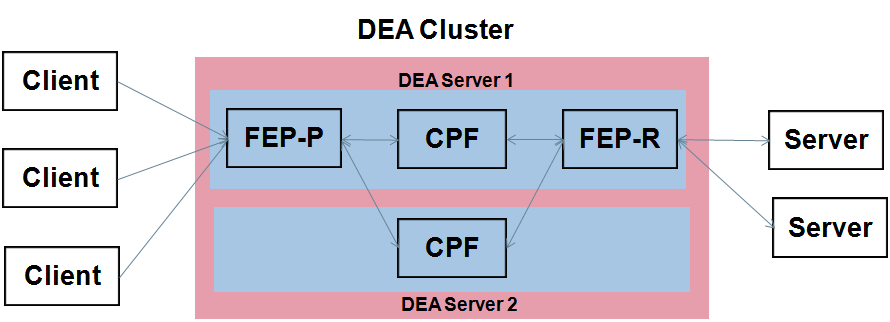 DEA Cluster
DEA Server 1
Client
FEP-P
CPF
FEP-R
Server
Client
Server
CPF
Client
DEA Server 2